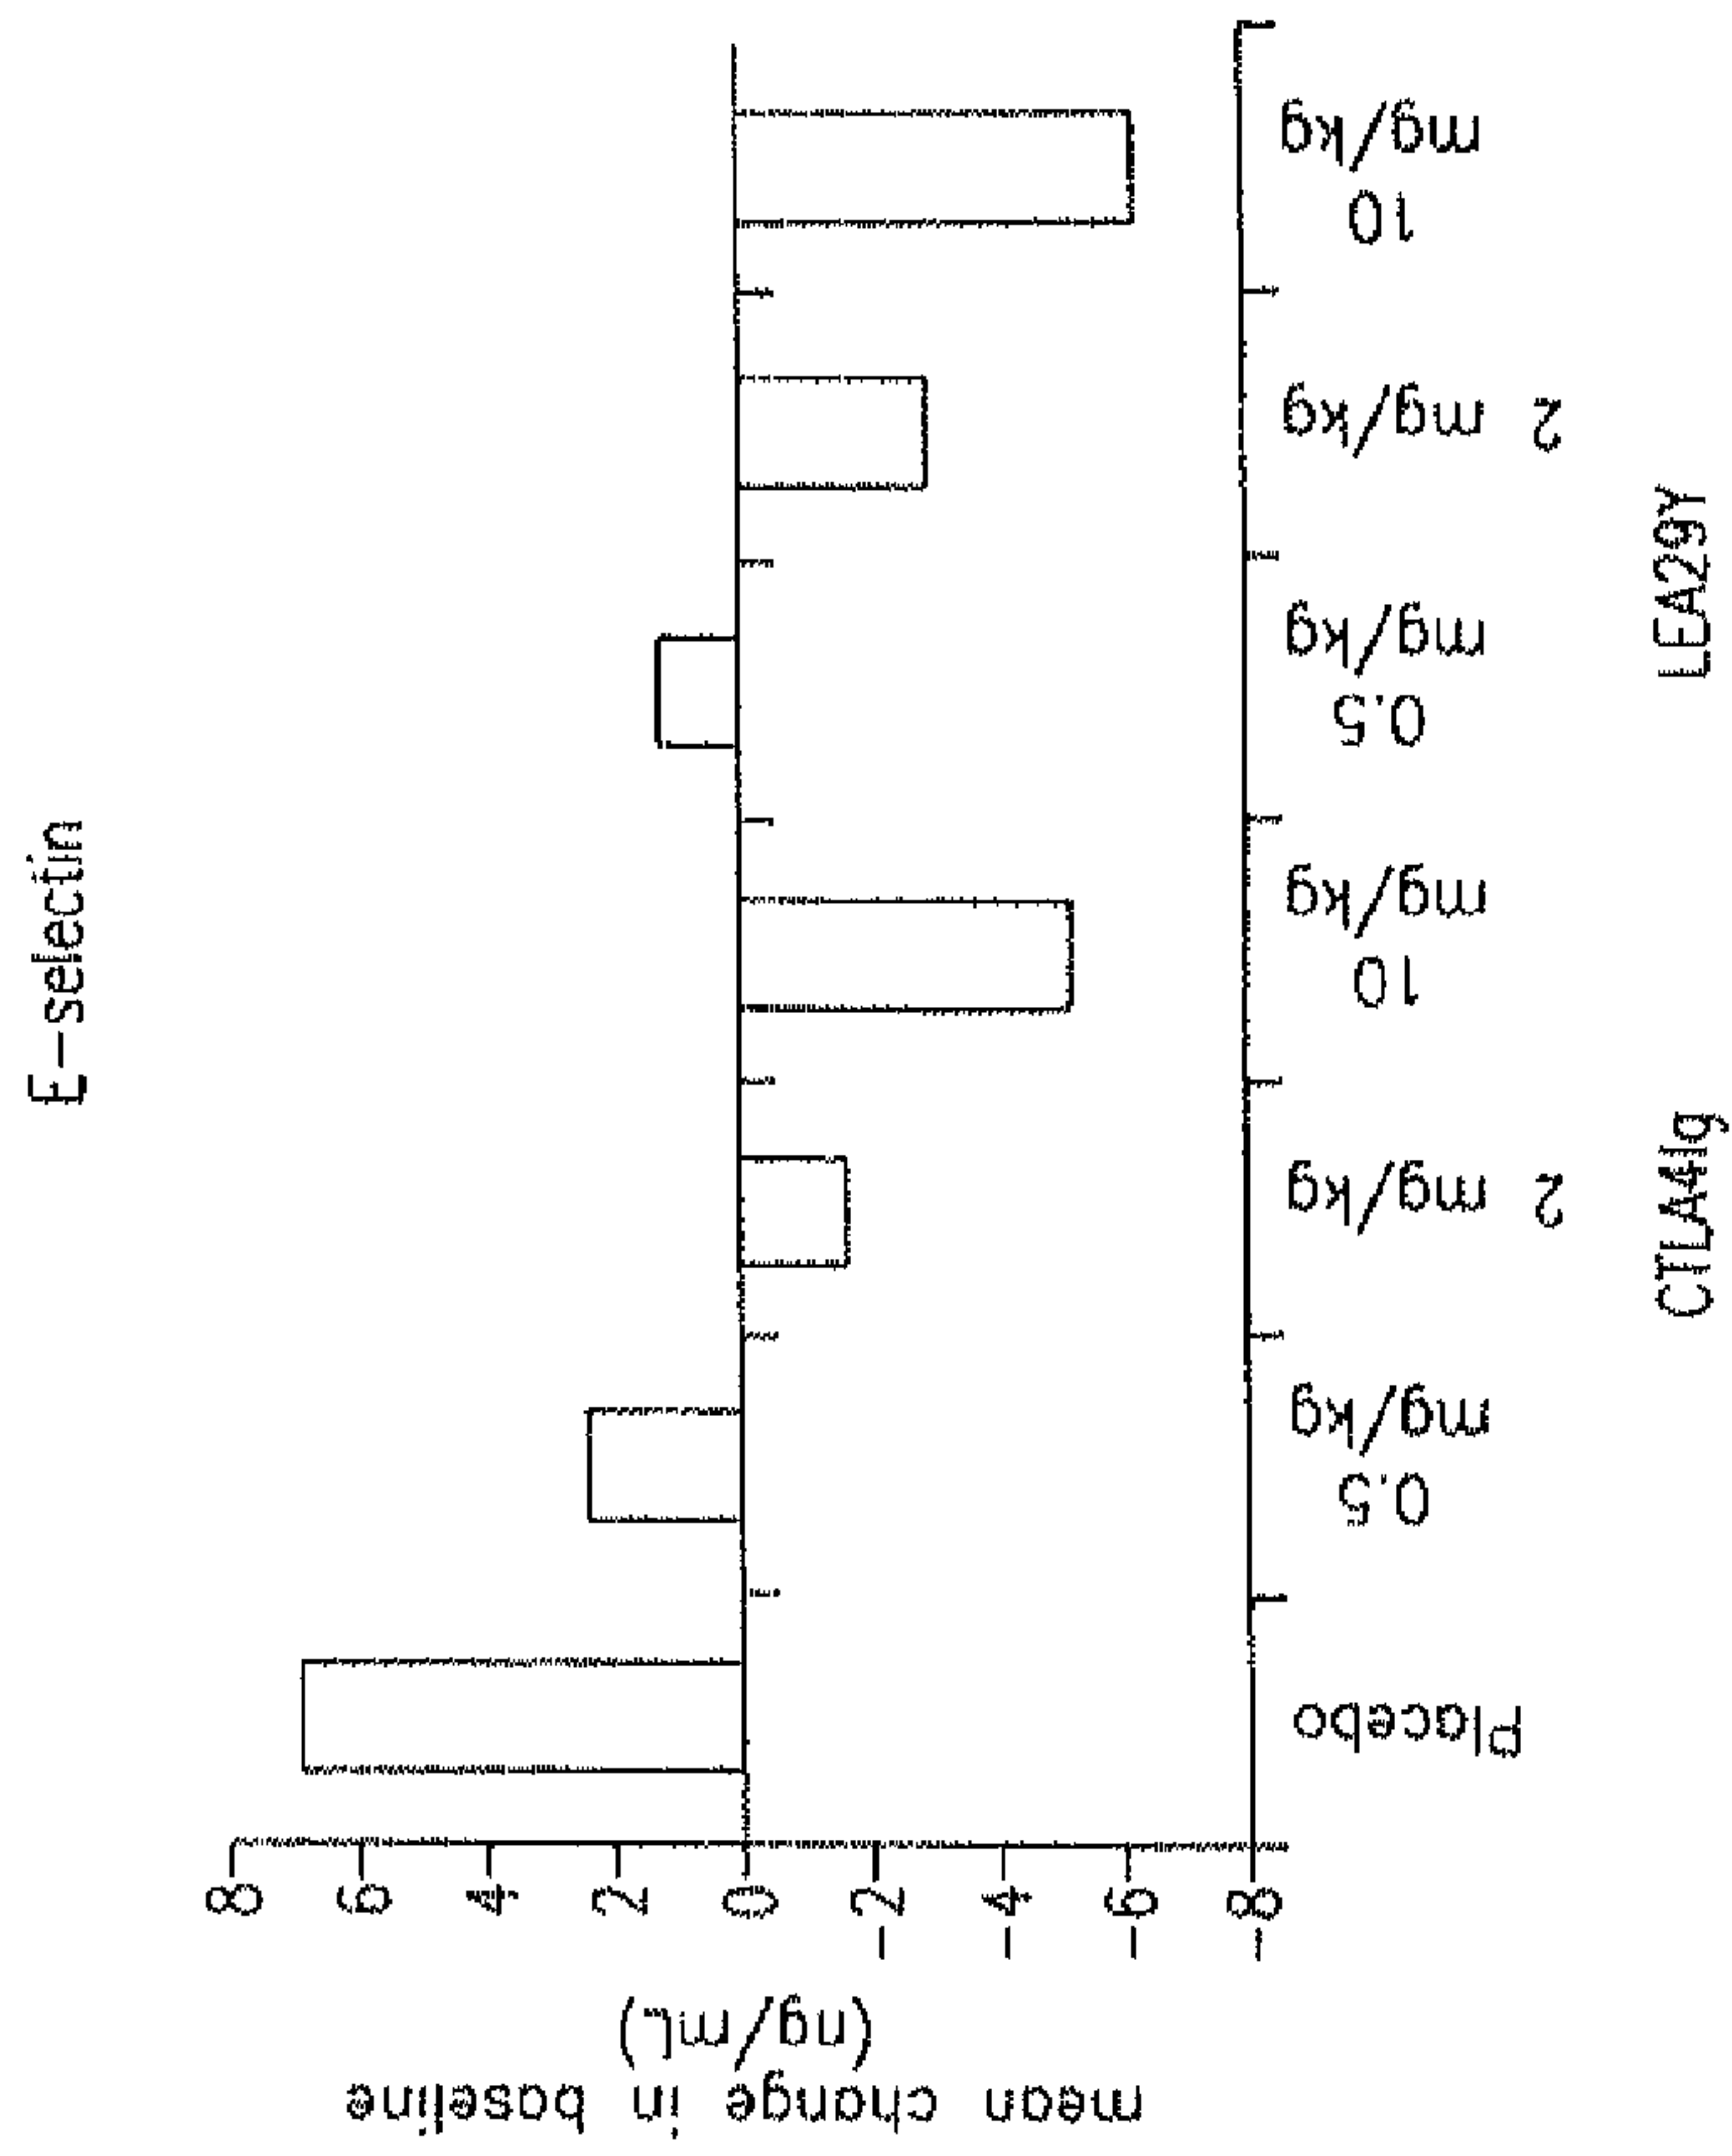 E-selectin
mean change in baseline
(ng/mL)
8
6
4
2
0
-2
-4
-6
-8
Placebo
0.5
mg/kg
2 mg/kg
10
mg/kg
0.5
mg/kg
2 mg/kg
10
mg/kg
CTLA4Ig
LEA29Y